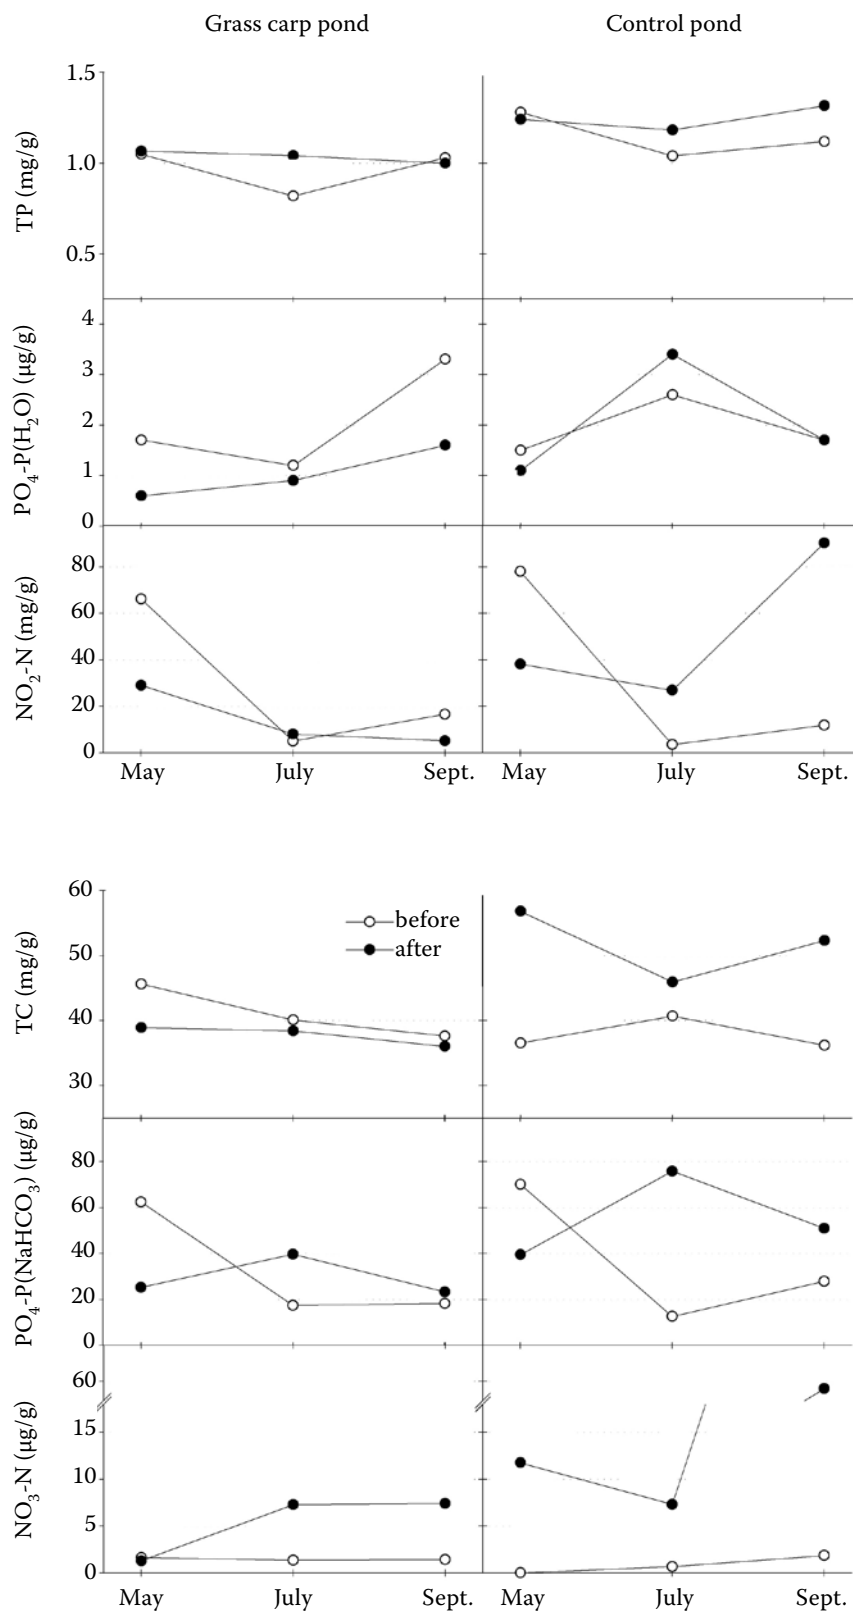 Grass carp pond Control pond
TP (mg/g)
1.5
1.0
0.5
PO₄-P(H₂O) (µg/g)
4
3
2
1
0
NO₂-N (mg/g)
80
60
40
20
0
May July Sept. May July Sept.
TC (mg/g)
60
50
40
30
before
after
PO₄-P(NaHCO₃) (µg/g)
80
60
40
20
0
NO₃-N (µg/g)
60
15
10
5
0
May July Sept. May July Sept.